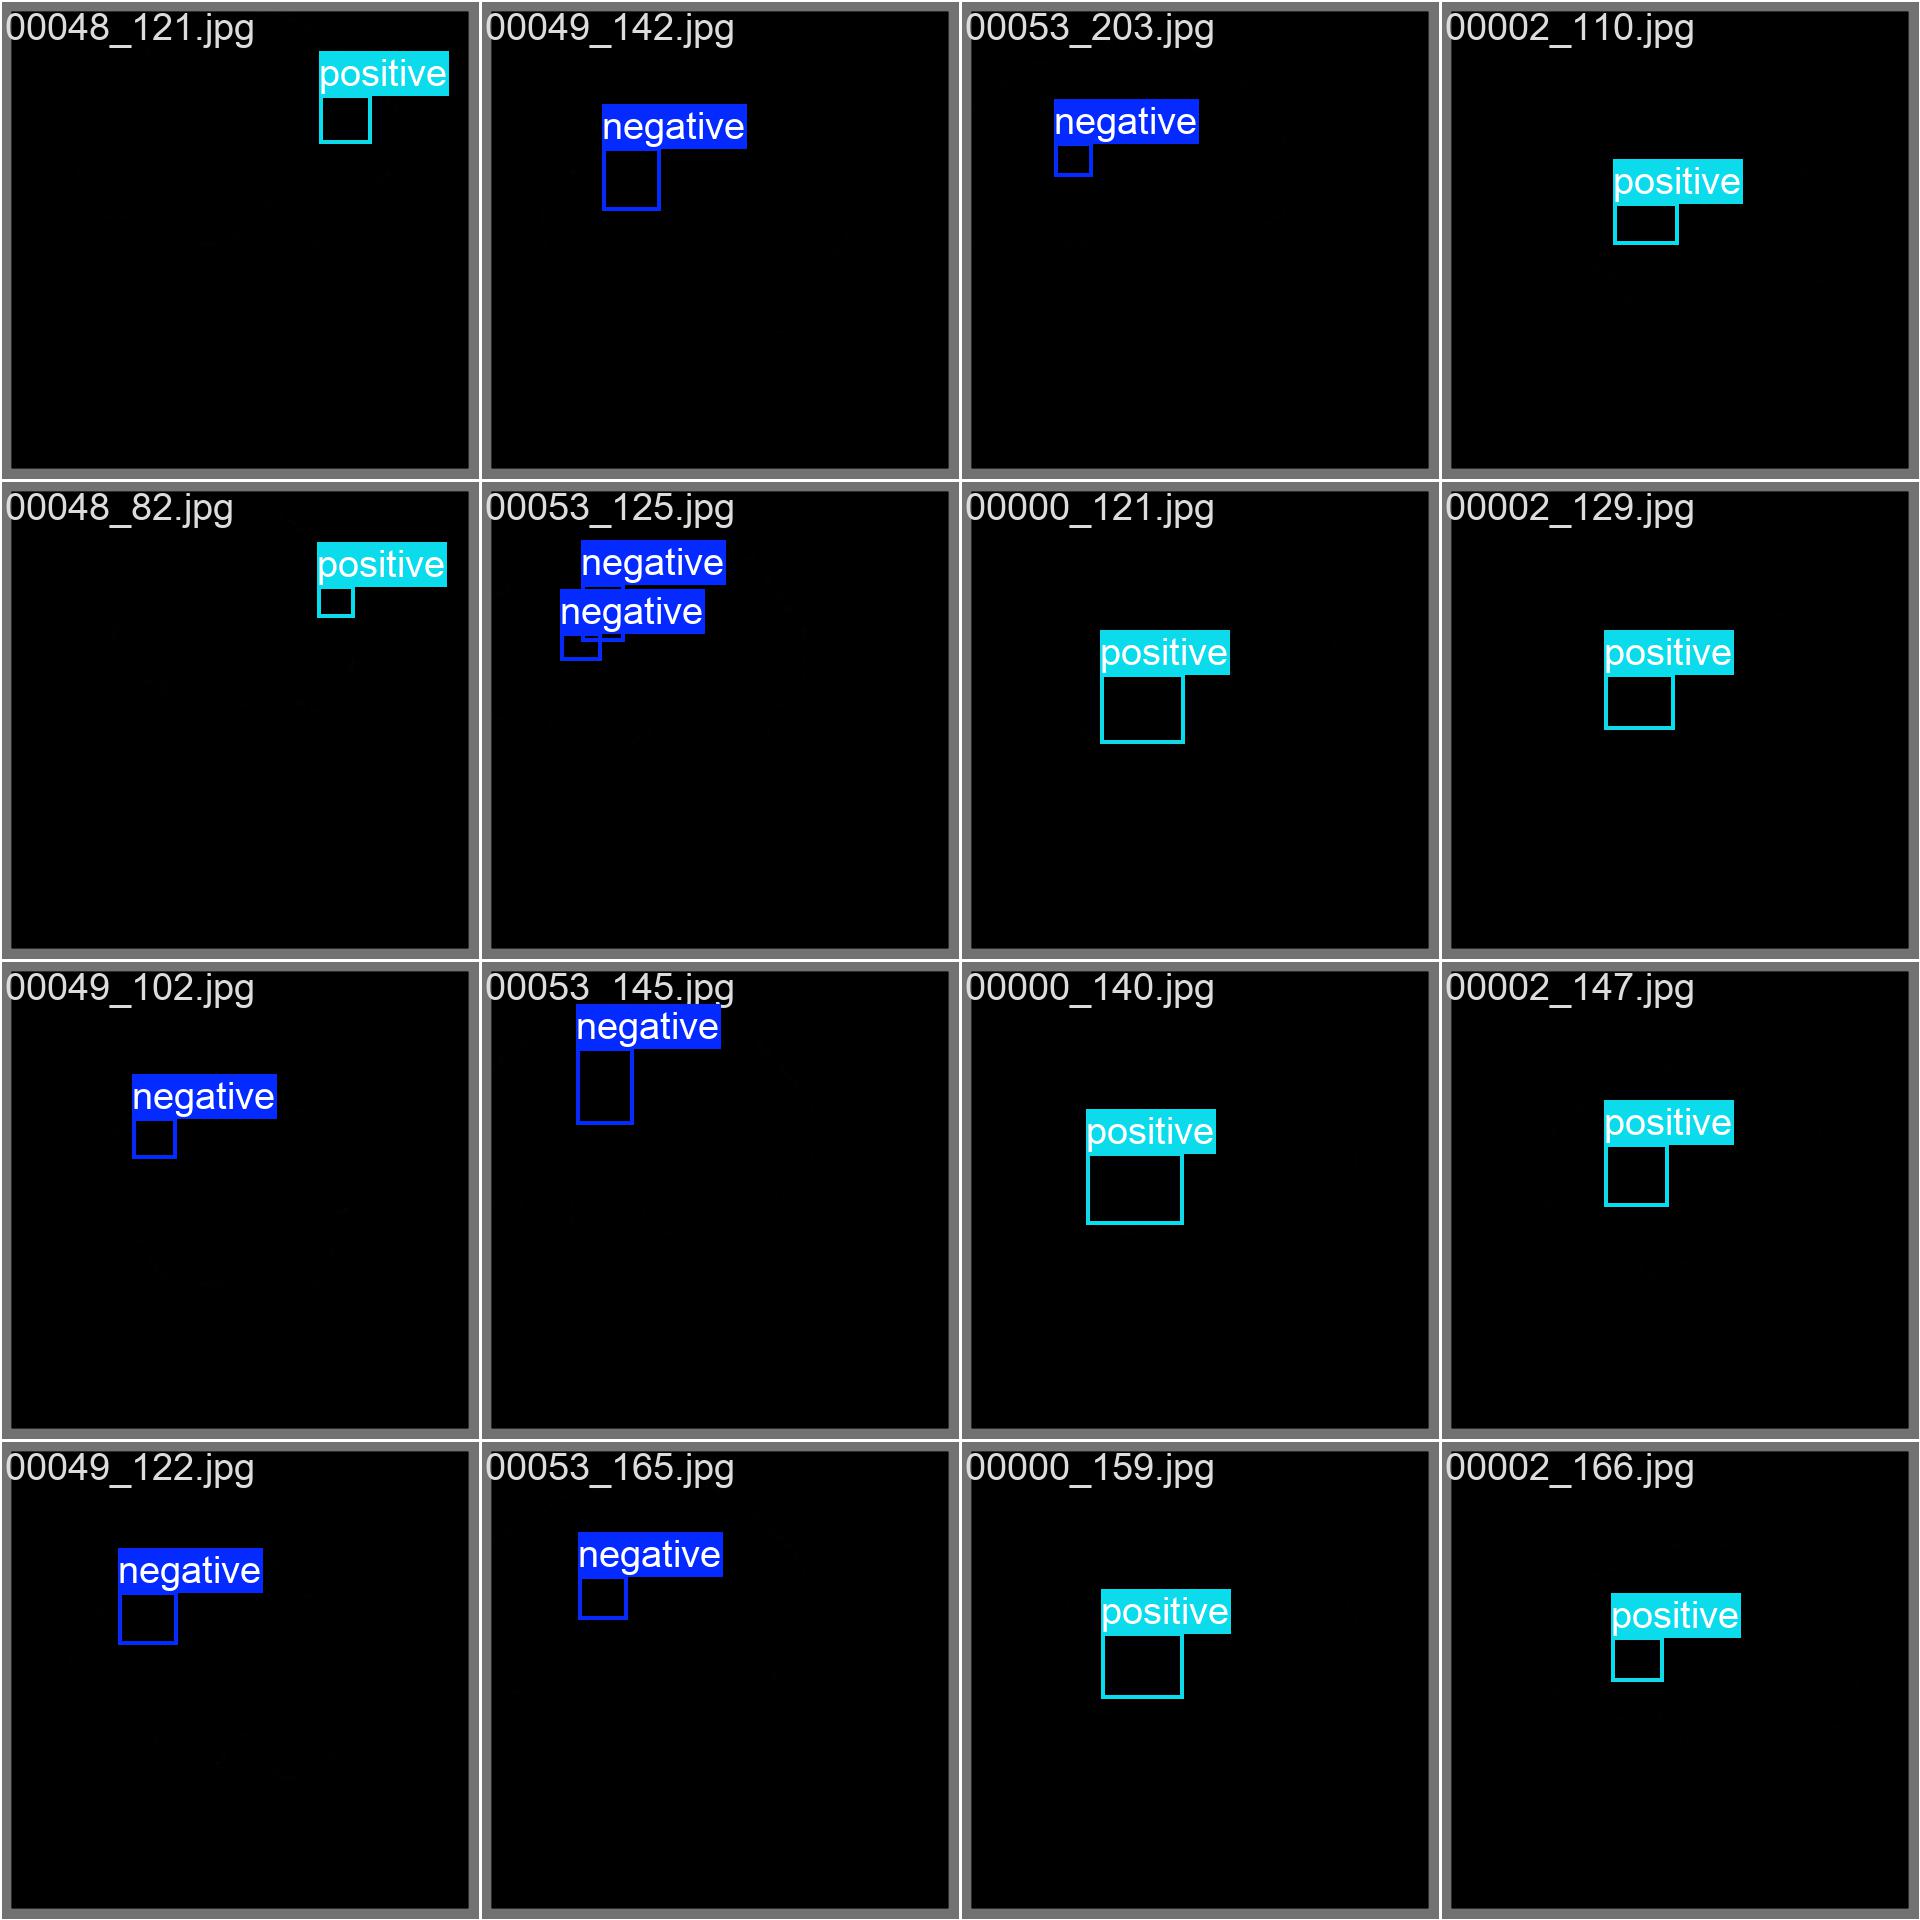 00048_121.jpg
positive
00049_142.jpg
negative
00053_203.jpg
negative
00002_110.jpg
positive
00048_82.jpg
positive
00053_125.jpg
negative
negative
00000_121.jpg
positive
00002_129.jpg
positive
00049_102.jpg
negative
00053_145.jpg
negative
00000_140.jpg
positive
00002_147.jpg
positive
00049_122.jpg
negative
00053_165.jpg
negative
00000_159.jpg
positive
00002_166.jpg
positive